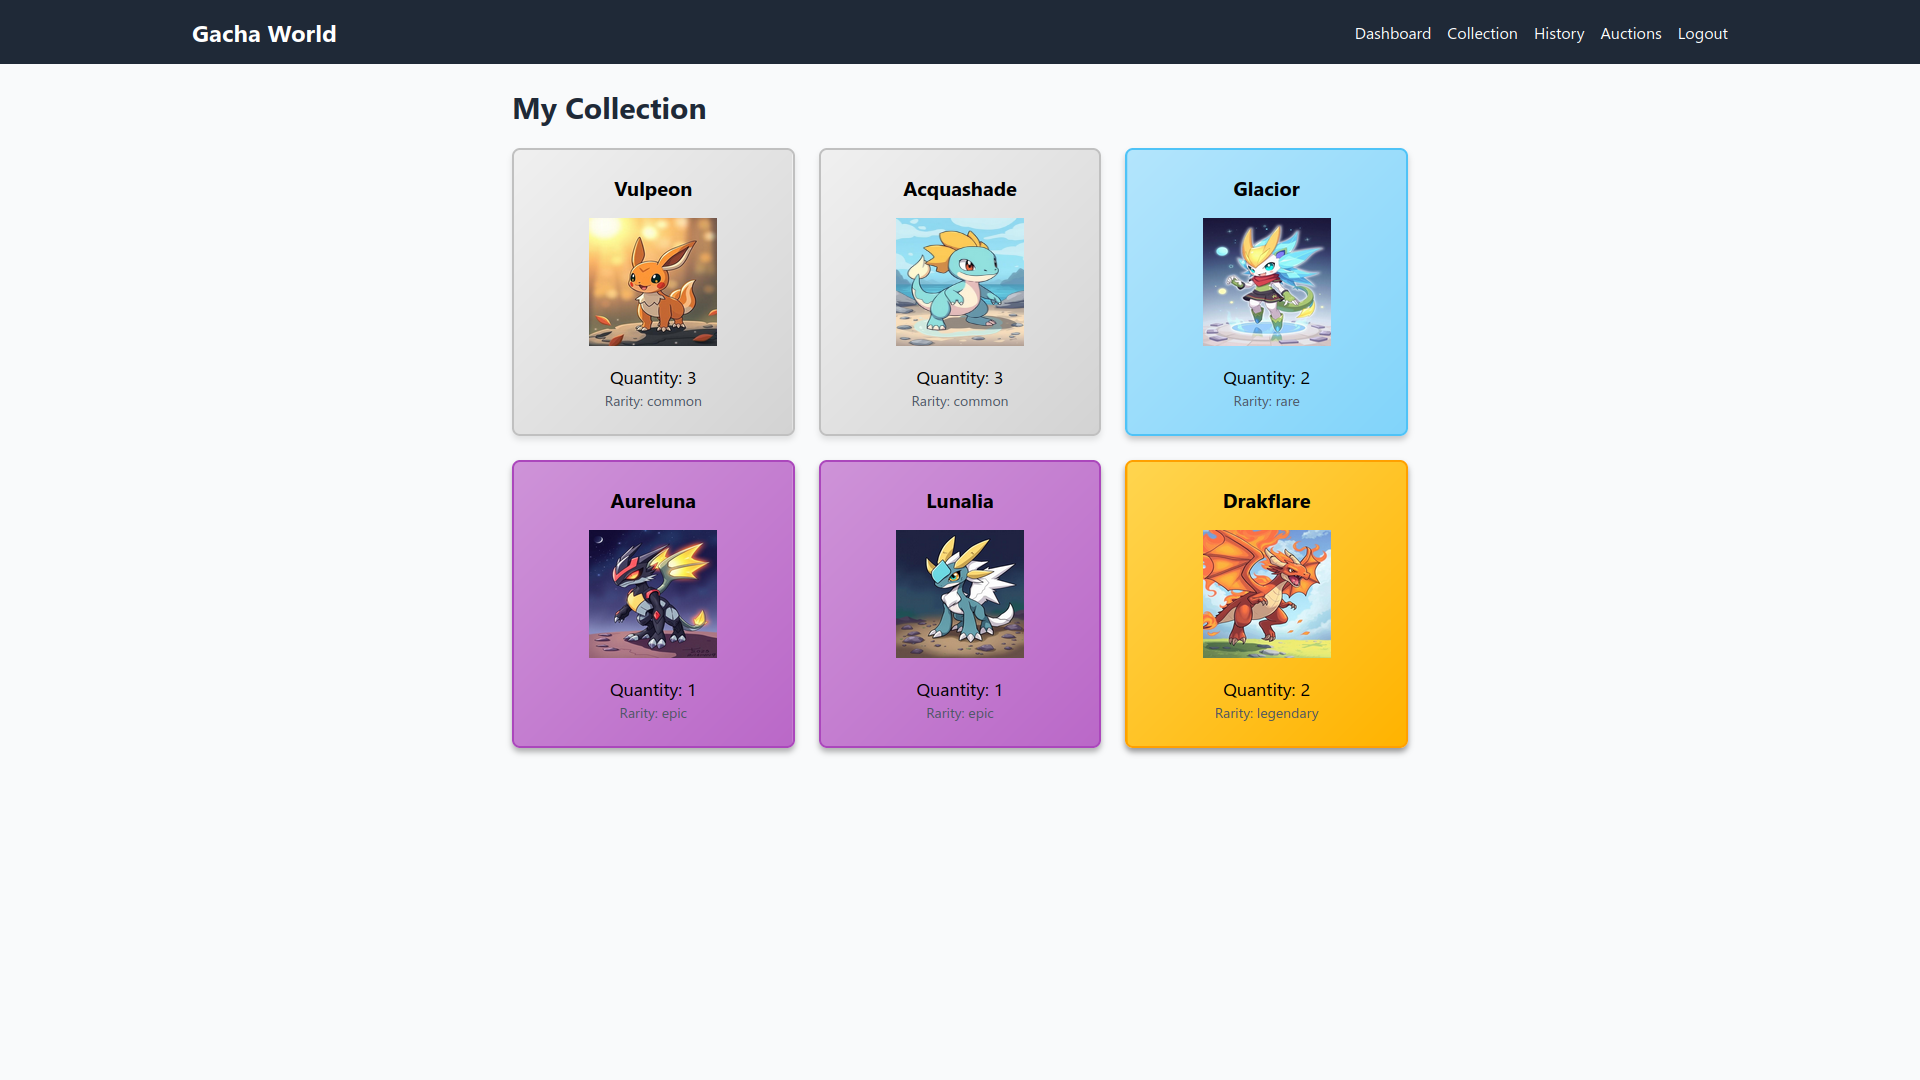 Gacha World
Dashboard Collection History Auctions Logout
My Collection
Vulpeon
Quantity: 3
Rarity: common
Acquashade
Quantity: 3
Rarity: common
Glacior
Quantity: 2
Rarity: rare
Aureluna
Quantity: 1
Rarity: epic
Lunalia
Quantity: 1
Rarity: epic
Drakflare
Quantity: 2
Rarity: legendary